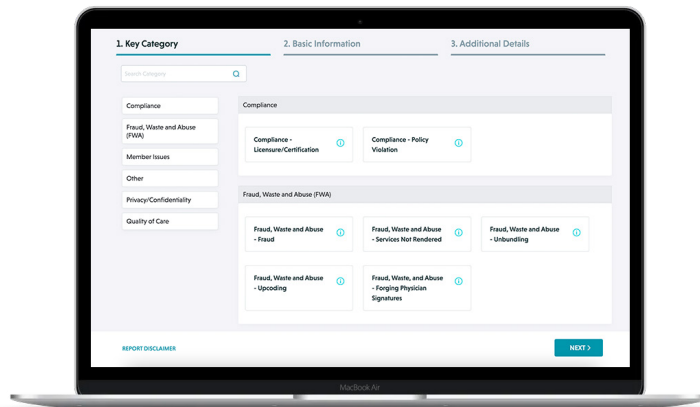 1. Key Category
2. Basic Information
3. Additional Details
Search Category
Compliance
Fraud, Waste and Abuse
(FWA)
Member Issues
Other
Privacy/Confidentiality
Quality of Care
Compliance
Compliance -
Licensure/Certification
Compliance - Policy
Violation
Fraud, Waste and Abuse (FWA)
Fraud, Waste and Abuse
- Fraud
Fraud, Waste and Abuse
- Services Not Rendered
Fraud, Waste and Abuse
- Unbundling
Fraud, Waste and Abuse
- Upcoding
Fraud, Waste, and Abuse
- Forging Physician
Signatures
REPORT DISCLAIMER
NEXT >
MacBook Air